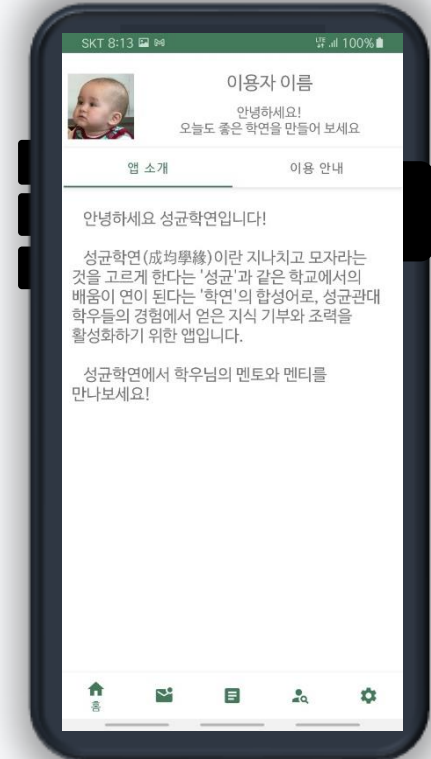 SKT 8:13 100%
이용자 이름
안녕하세요!
오늘도 좋은 학연을 만들어 보세요
앱 소개 이용 안내
안녕하세요 성균학연입니다!
성균학연(成均學緣)이란 지나치고 모자라는
것을 고르게 한다는 '성균'과 같은 학교에서의
배움이 연이 된다는 '학연'의 합성어로, 성균관대
학우들의 경험에서 얻은 지식 기부와 조력을
활성화하기 위한 앱입니다.
성균학연에서 학우님의 멘토와 멘티를
만나보세요!
홈